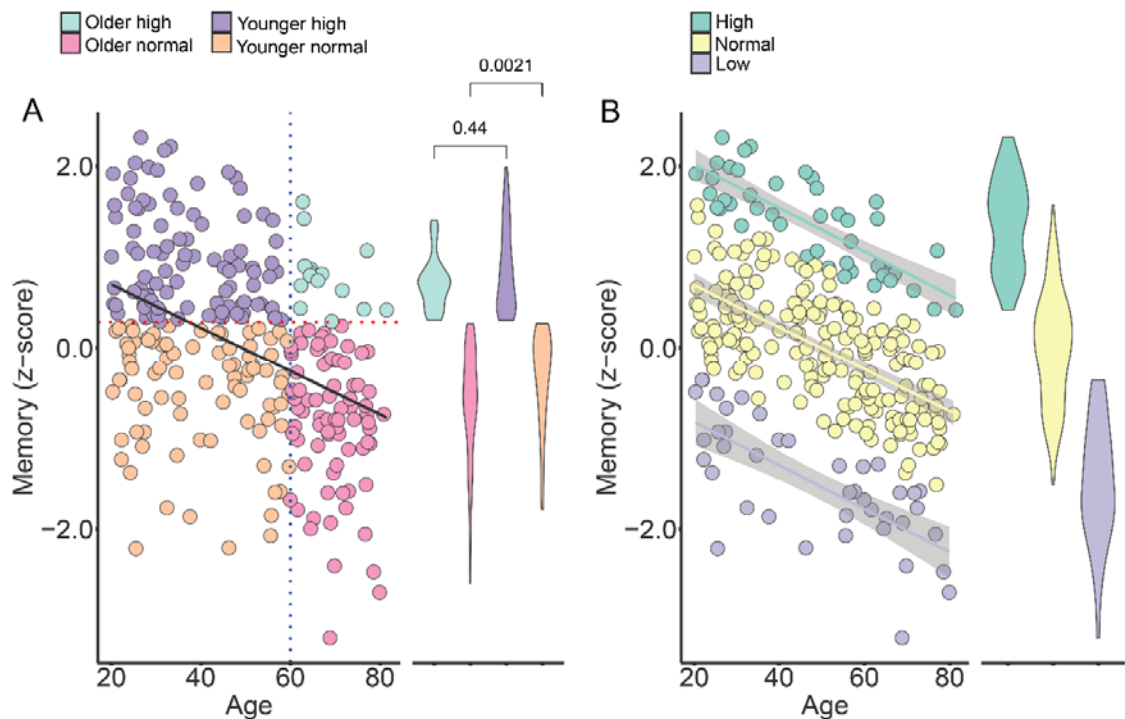 Older high
Younger high
Older normal
Younger normal
0.0021
0.44
A
Memory (z−score)
2.0
0.0
−2.0
20
40
60
80
Age
High
Normal
Low
B
Memory (z−score)
2.0
0.0
−2.0
20
40
60
80
Age